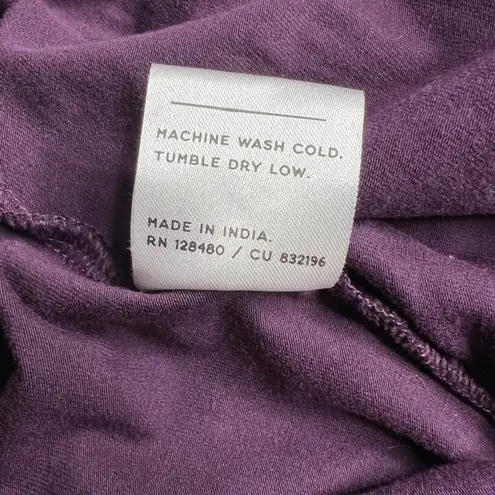 MACHINE WASH COLD.
TUMBLE DRY LOW.
MADE IN INDIA.
RN 128480 / CU 832196